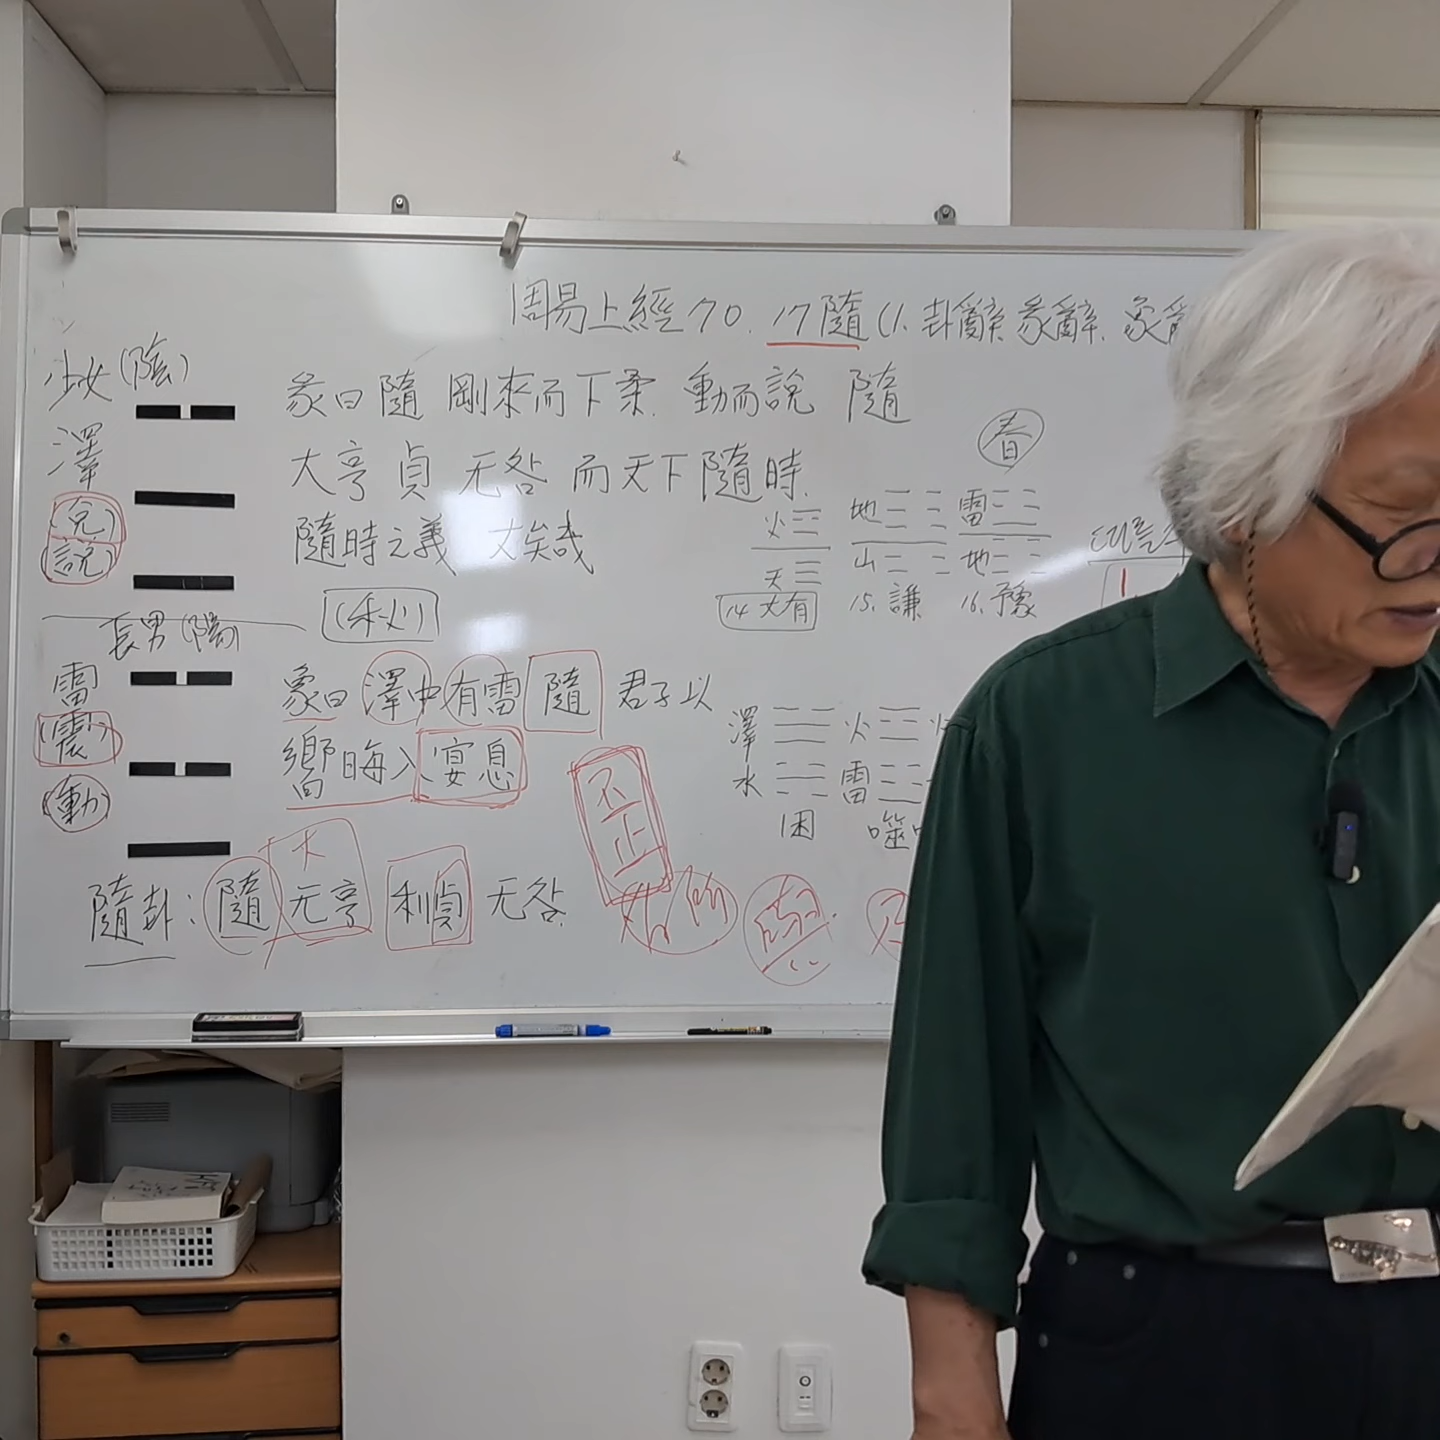 周易上經 70. 17 隨 (1. 卦辭. 彖辭. 象
少女 (陰)
澤
(兌)
(說)
長男 (陽)
雷
(震)
(動)
彖曰 隨 剛來而下柔. 動而說 隨
大亨 貞 无咎 而天下隨時.
隨時之義 大矣哉
(秋)
象曰 澤中有雷 隨 君子以
嚮晦入宴息
大
隨卦: 隨 元亨 利貞 无咎.
不
正
春
火
天
14 大有
地
山
15. 謙
雷
地
16. 豫
澤
水
困
火
雷
噬